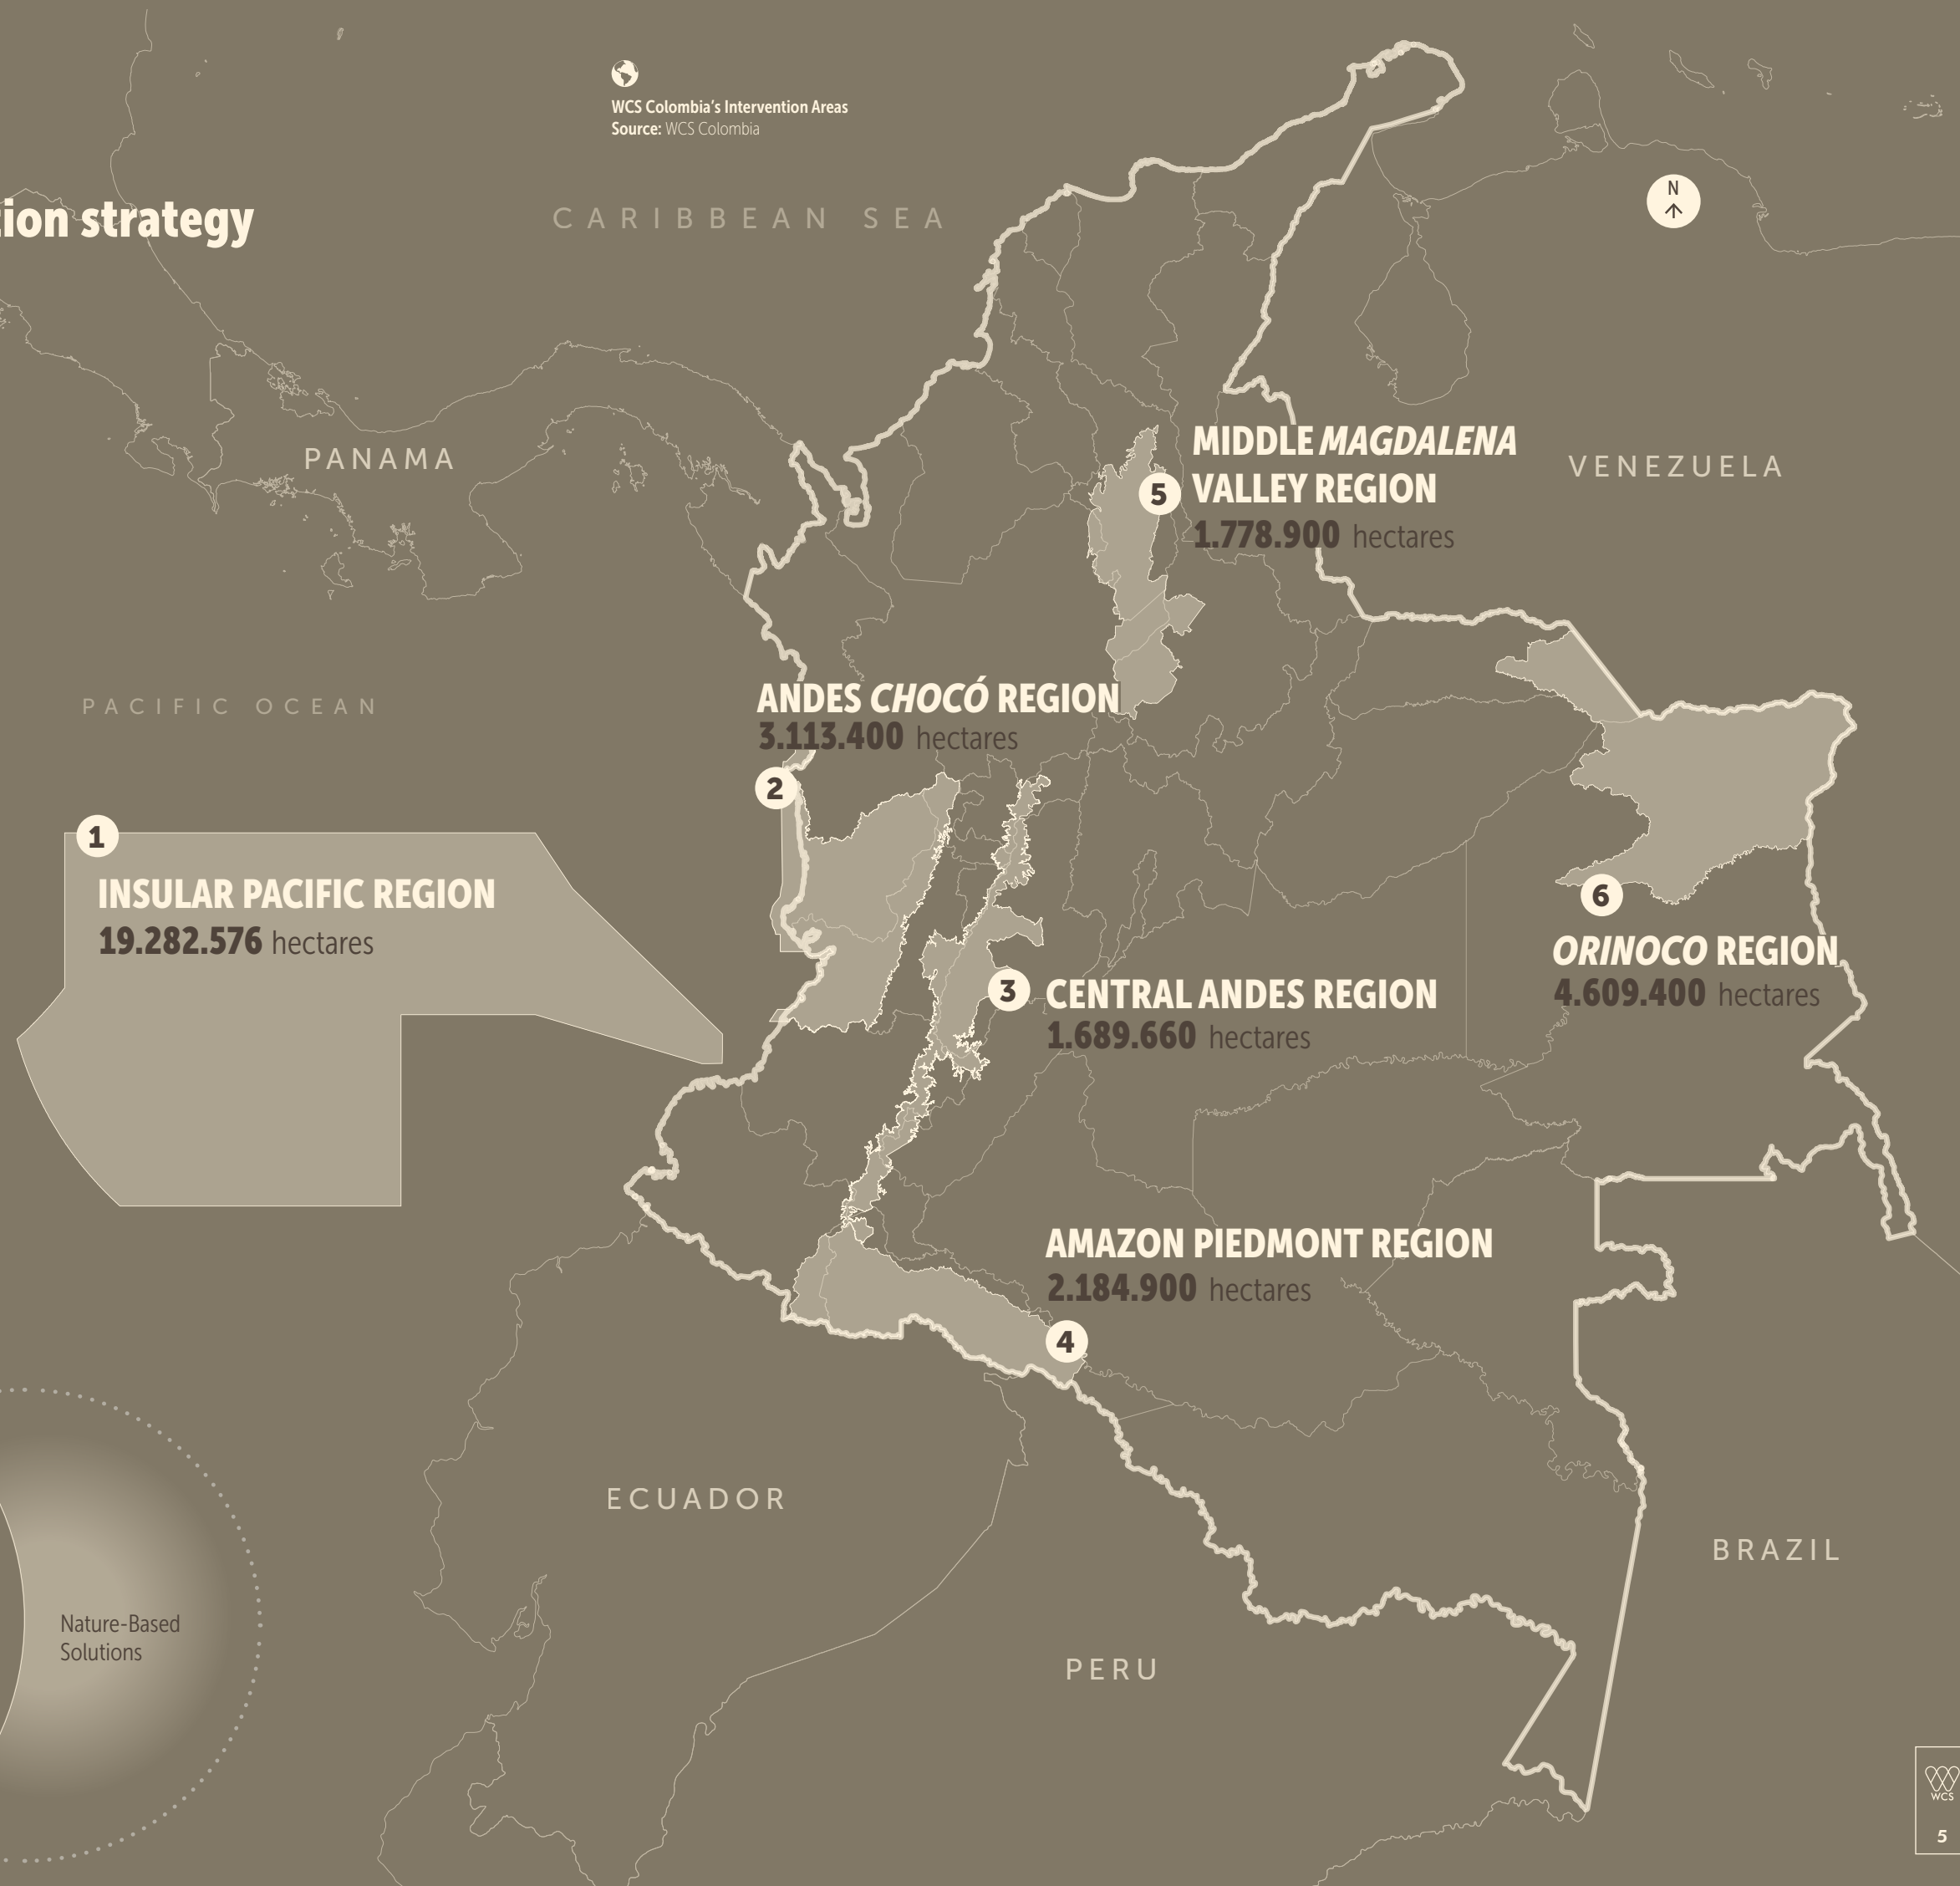 WCS Colombia's Intervention Areas
Source: WCS Colombia
N
tion strategy
CARIBBEAN SEA
PANAMA
VENEZUELA
5
MIDDLE MAGDALENA
VALLEY REGION
1.778.900 hectares
PACIFIC OCEAN
ANDES CHOCÓ REGION
3.113.400 hectares
2
1
INSULAR PACIFIC REGION
19.282.576 hectares
6
ORINOCO REGION
4.609.400 hectares
3
CENTRAL ANDES REGION
1.689.660 hectares
AMAZON PIEDMONT REGION
2.184.900 hectares
4
ECUADOR
BRAZIL
Nature-Based
Solutions
PERU
WCS
5